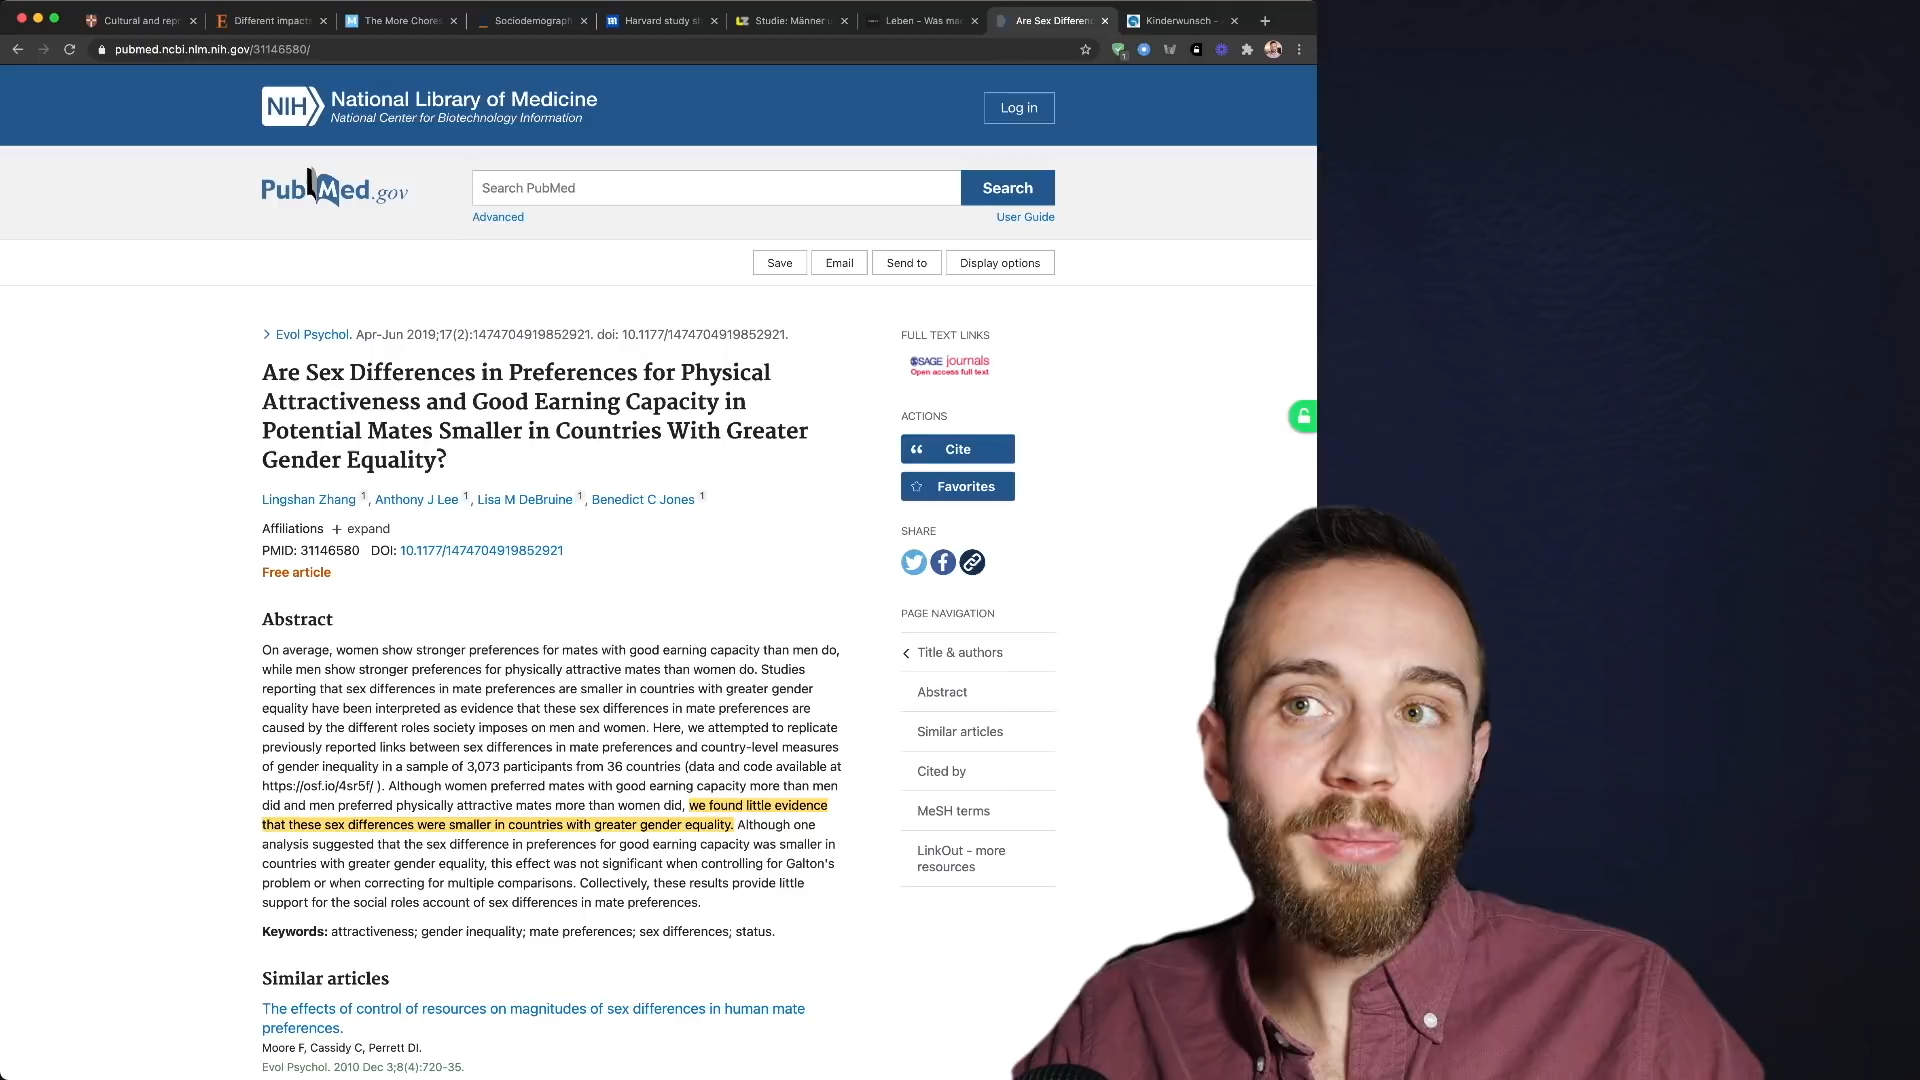 Cultural and repr
Different impacts
The More Chores
Sociodemograph
Harvard study sh
Studie: Männer u
Leben - Was mac
Are Sex Differenc
Kinderwunsch -
pubmed.ncbi.nlm.nih.gov/31146580/
NIH
National Library of Medicine
National Center for Biotechnology Information
Log in
PubMed.gov
Search PubMed
Search
Advanced
User Guide
Save
Email
Send to
Display options
Evol Psychol. Apr-Jun 2019;17(2):1474704919852921. doi: 10.1177/1474704919852921.
Are Sex Differences in Preferences for Physical
Attractiveness and Good Earning Capacity in
Potential Mates Smaller in Countries With Greater
Gender Equality?
Lingshan Zhang 1, Anthony J Lee 1, Lisa M DeBruine 1, Benedict C Jones 1
Affiliations + expand
PMID: 31146580 DOI: 10.1177/1474704919852921
Free article
Abstract
On average, women show stronger preferences for mates with good earning capacity than men do,
while men show stronger preferences for physically attractive mates than women do. Studies
reporting that sex differences in mate preferences are smaller in countries with greater gender
equality have been interpreted as evidence that these sex differences in mate preferences are
caused by the different roles society imposes on men and women. Here, we attempted to replicate
previously reported links between sex differences in mate preferences and country-level measures
of gender inequality in a sample of 3,073 participants from 36 countries (data and code available at
https://osf.io/4sr5f/ ). Although women preferred mates with good earning capacity more than men
did and men preferred physically attractive mates more than women did, we found little evidence
that these sex differences were smaller in countries with greater gender equality. Although one
analysis suggested that the sex difference in preferences for good earning capacity was smaller in
countries with greater gender equality, this effect was not significant when controlling for Galton's
problem or when correcting for multiple comparisons. Collectively, these results provide little
support for the social roles account of sex differences in mate preferences.
Keywords: attractiveness; gender inequality; mate preferences; sex differences; status.
Similar articles
The effects of control of resources on magnitudes of sex differences in human mate
preferences.
Moore F, Cassidy C, Perrett DI.
Evol Psychol. 2010 Dec 3;8(4):720-35.
FULL TEXT LINKS
SAGE journals
Open access full text
ACTIONS
Cite
Favorites
SHARE
PAGE NAVIGATION
Title & authors
Abstract
Similar articles
Cited by
MeSH terms
LinkOut - more
resources